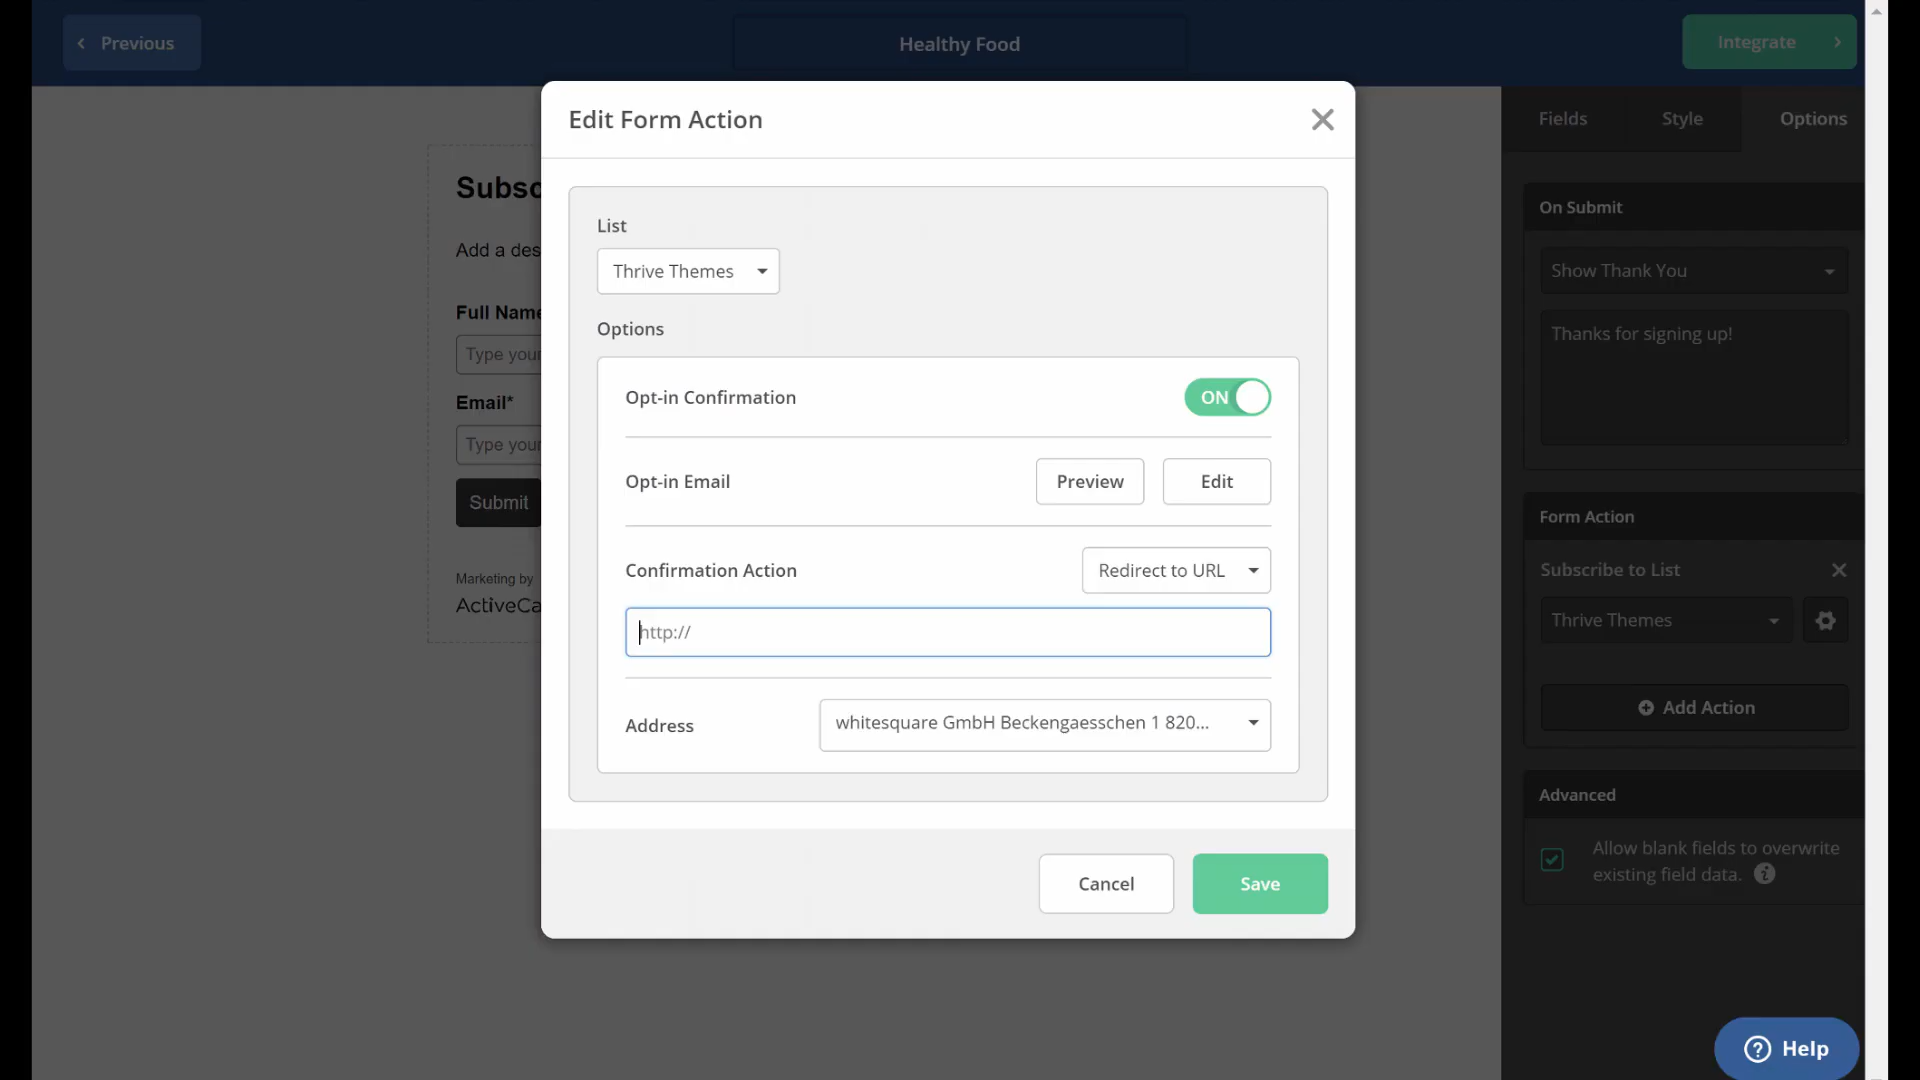 Previous
Healthy Food
Integrate
Edit Form Action
Fields
Style
Options
List
Thrive Themes
Options
Opt-in Confirmation
ON
Opt-in Email
Preview
Edit
Confirmation Action
Redirect to URL
http://
Address
whitesquare GmbH Beckengaesschen 1 820...
Cancel
Save
Subsc
Add a des
Full Name
Type your
Email*
Type your
Submit
Marketing by
ActiveCa
On Submit
Show Thank You
Thanks for signing up!
Form Action
Subscribe to List
Thrive Themes
Add Action
Advanced
Allow blank fields to overwrite
existing field data.
Help